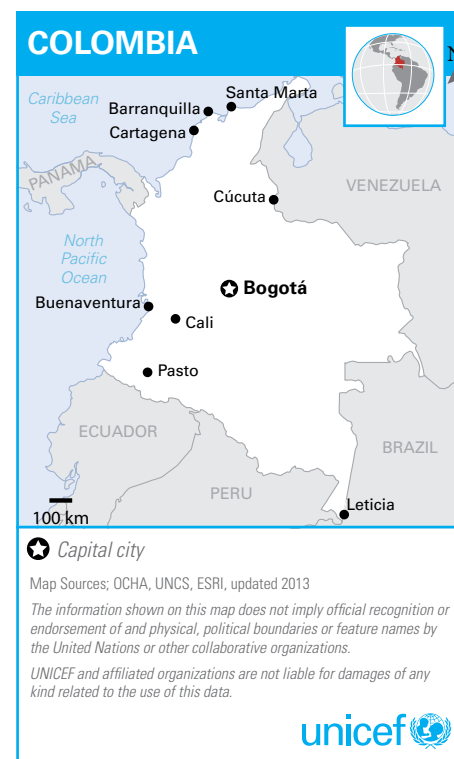 COLOMBIA
N
Caribbean
Sea
Santa Marta
Barranquilla
Cartagena
PANAMA
VENEZUELA
Cúcuta
North
Pacific
Ocean
Bogotá
Buenaventura
Cali
Pasto
ECUADOR
BRAZIL
PERU
Leticia
100 km
Capital city
Map Sources; OCHA, UNCS, ESRI, updated 2013
The information shown on this map does not imply official recognition or
endorsement of and physical, political boundaries or feature names by
the United Nations or other collaborative organizations.
UNICEF and affiliated organizations are not liable for damages of any
kind related to the use of this data.
unicef